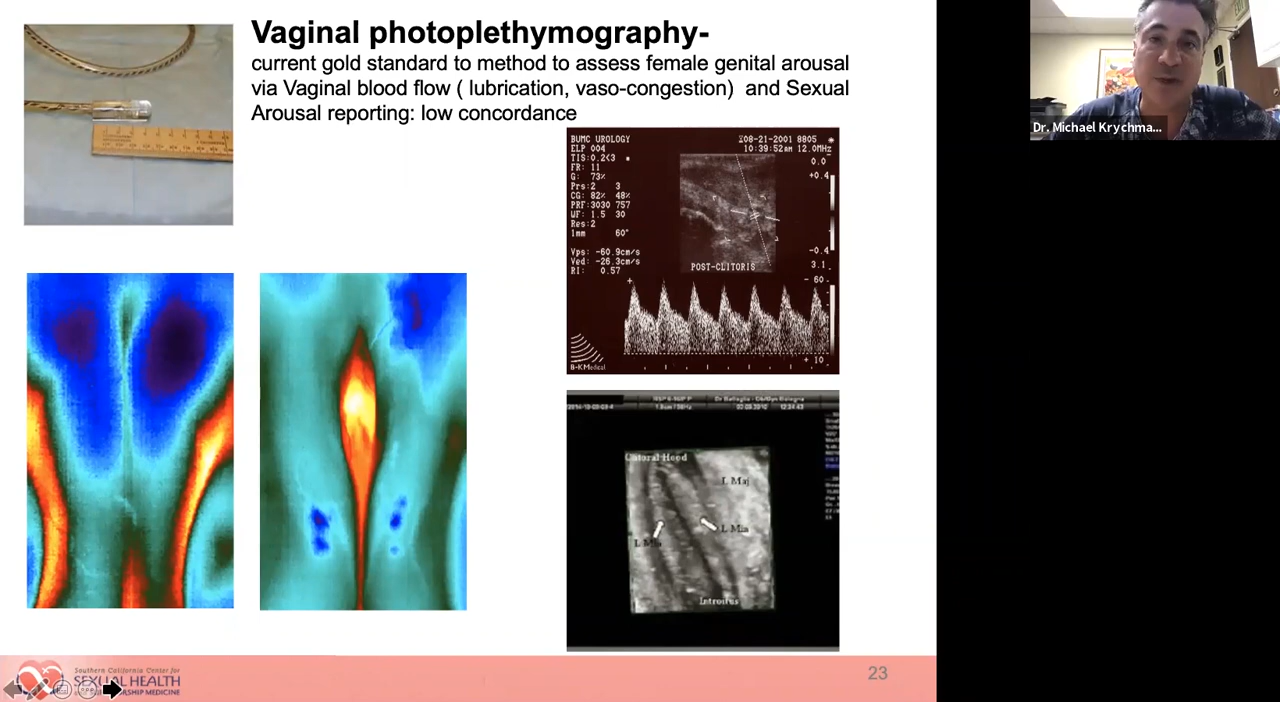 Vaginal photoplethymography-
current gold standard to method to assess female genital arousal
via Vaginal blood flow ( lubrication, vaso-congestion)  and Sexual
Arousal reporting: low concordance
BUMC UROLOGY
08-21-2001 8805
ELP 004
10:39:52am 12.0MHz
TIS:0.2<3
0.0
FR: 11
G: 73%
+0.4
Prs:2 3
CG: 82% 48%
PRF:3030 757
WF: 1.5 30
Res:2
1mm 60°
-0.4
Vps: -60.9cm/s
Ved: -26.3cm/s
3.1
RI: 0.57
POST-CLITORIS
- 60
+ 10
B-K Medical
Clitoral Hood
L Maj
L Min
L Min
Introitus
Southern California Center for
SEXUAL HEALTH
23
Dr. Michael Krychma...